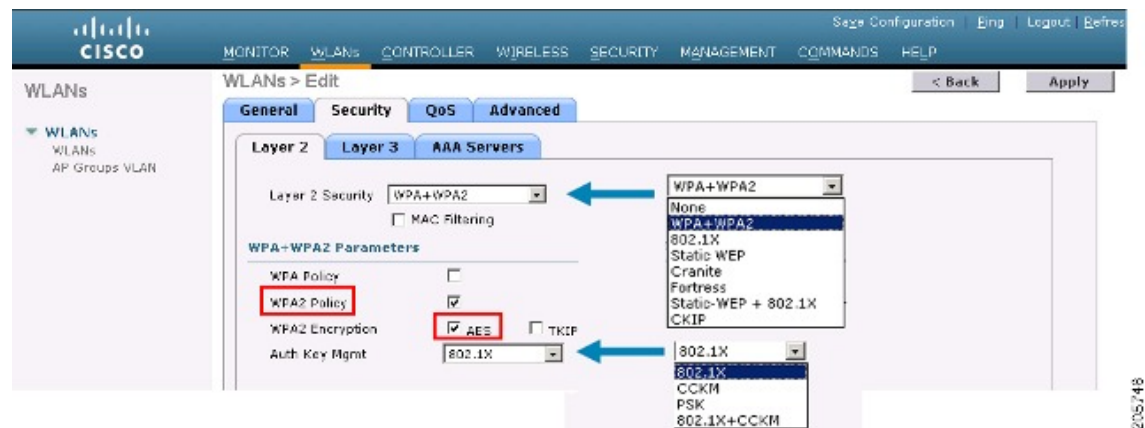 Save Configuration Ping Logout Refres
CISCO
MONITOR WLANs CONTROLLER WIRELESS SECURITY MANAGEMENT COMMANDS HELP
WLANs
WLANs > Edit
< Back Apply
General Security QoS Advanced
WLANs
WLANs
AP Groups VLAN
Layer 2 Layer 3 AAA Servers
Layer 2 Security WPA+WPA2
MAC Filtering
WPA+WPA2
None
WPA+WPA2
802.1X
Static WEP
Cranite
Fortress
Static-WEP + 802.1X
CKIP
WPA+WPA2 Parameters
WPA Policy
WPA2 Policy
WPA2 Encryption AES TKIP
Auth Key Mgmt 802.1X
802.1X
802.1X
CCKM
PSK
802.1X+CCKM
205748